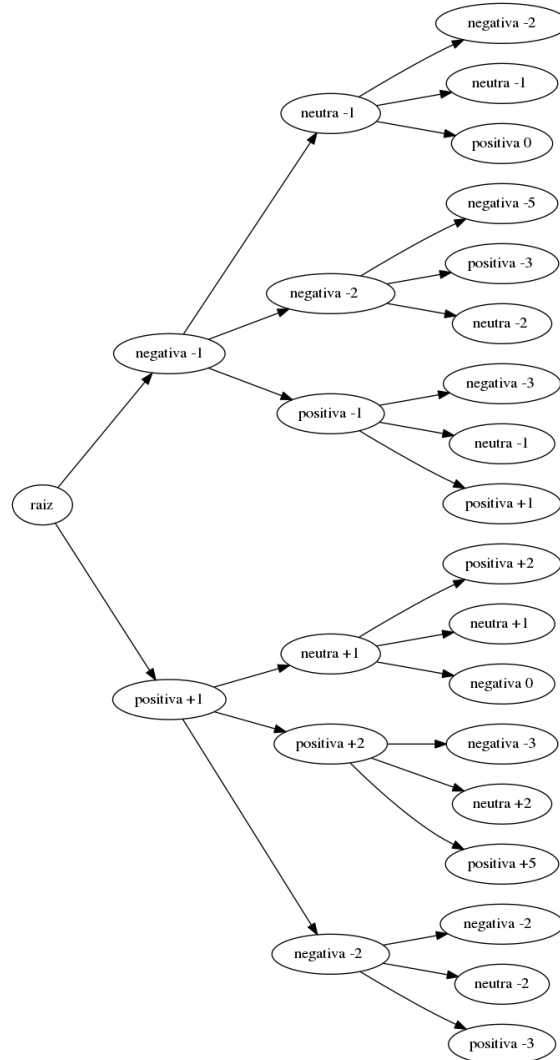 negativa -2
neutra -1
neutra -1
positiva 0
negativa -5
positiva -3
negativa -2
neutra -2
negativa -1
negativa -3
positiva -1
neutra -1
positiva +1
raiz
positiva +2
neutra +1
neutra +1
negativa 0
positiva +1
positiva +2
negativa -3
neutra +2
positiva +5
negativa -2
negativa -2
neutra -2
positiva -3